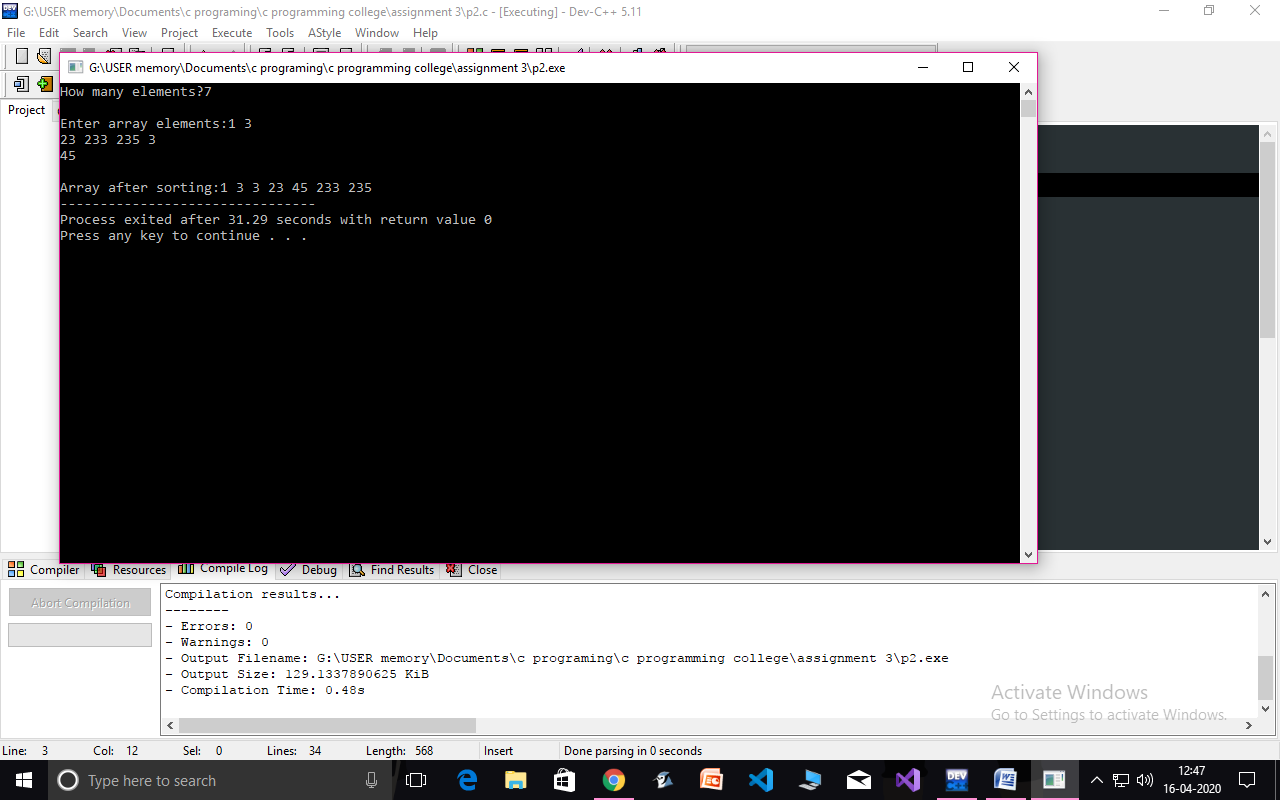 G:\USER memory\Documents\c programing\c programming college\assignment 3\p2.c - [Executing] - Dev-C++ 5.11
File Edit Search View Project Execute Tools AStyle Window Help
G:\USER memory\Documents\c programing\c programming college\assignment 3\p2.exe
Project
How many elements?7
Enter array elements:1 3
23 233 235 3
45
Array after sorting:1 3 3 23 45 233 235
--------------------------------
Process exited after 31.29 seconds with return value 0
Press any key to continue . . .
Compiler Resources Compile Log Debug Find Results Close
Abort Compilation
Compilation results...
--------
- Errors: 0
- Warnings: 0
- Output Filename: G:\USER memory\Documents\c programing\c programming college\assignment 3\p2.exe
- Output Size: 129.1337890625 KiB
- Compilation Time: 0.48s
Activate Windows
Go to Settings to activate Windows.
Line: 3 Col: 12 Sel: 0 Lines: 34 Length: 568 Insert Done parsing in 0 seconds
Type here to search
12:47
16-04-2020